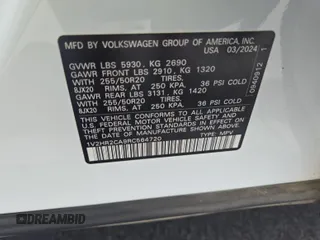 MFD BY VOLKSWAGEN GROUP OF AMERICA, INC.
USA 03/2024
GVWR LBS 5930, KG 2690
GAWR FRONT LBS 2910, KG 1320
255/50R20 TIRES,
8JX20 RIMS, AT 250 KPA, 36 PSI COLD
GAWR REAR LBS 3131, KG 1420
255/50R20 TIRES,
8JX20 RIMS, AT 250 KPA, 36 PSI COLD
THIS VEHICLE CONFORMS TO ALL APPLICABLE
FEDERAL MOTOR VEHICLE SAFETY, BUMPER, AND
THEFT PREVENTION STANDARDS IN EFFECT ON THE
DATE OF MANUFACTURE SHOWN ABOVE.
TYPE: MPV
0940912 1
DREAMBID